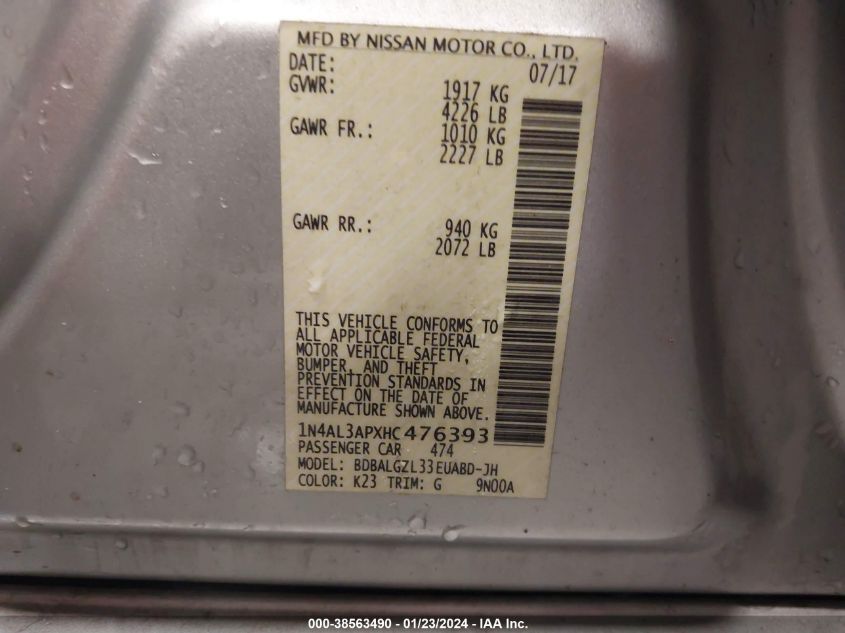 MFD BY NISSAN MOTOR CO., LTD.
DATE: 07/17
GVWR: 1917 KG
4226 LB
GAWR FR.: 1010 KG
2227 LB
GAWR RR.: 940 KG
2072 LB
THIS VEHICLE CONFORMS TO
ALL APPLICABLE FEDERAL
MOTOR VEHICLE SAFETY,
BUMPER, AND THEFT
PREVENTION STANDARDS IN
EFFECT ON THE DATE OF
MANUFACTURE SHOWN ABOVE.
1N4AL3APXHC476393
PASSENGER CAR 474
MODEL: BDBALGZL33EUABD-JH
COLOR: K23 TRIM: G 9N00A
000-38563490 - 01/23/2024 - IAA Inc.